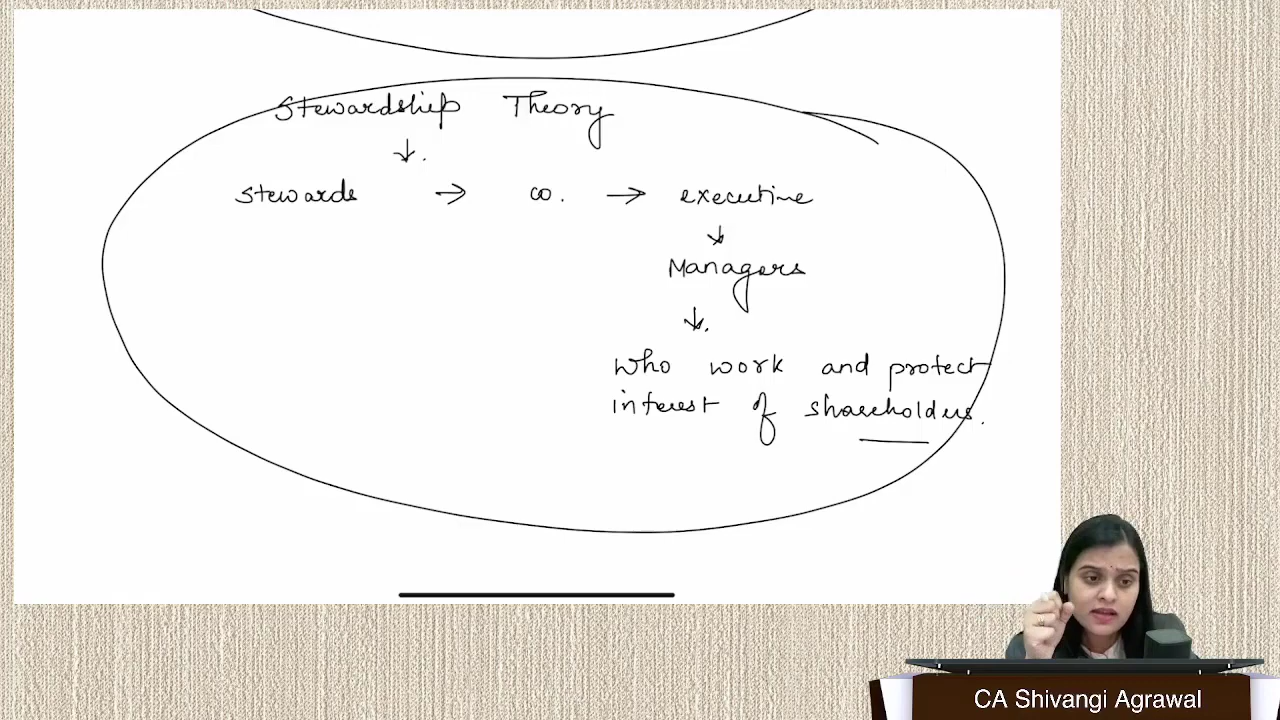 Stewardship Theory
↓.
Stewards → co. → executive
↓
Managers
↓.
Who work and protect
interest of shareholders.
CA Shivangi Agrawal